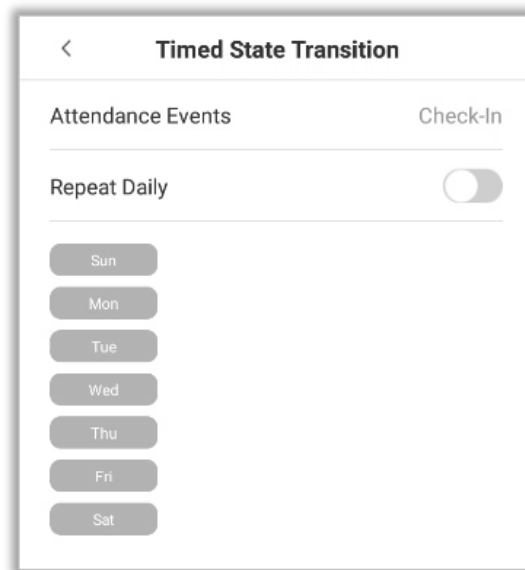 Timed State Transition
Attendance Events Check-In
Repeat Daily
Sun
Mon
Tue
Wed
Thu
Fri
Sat